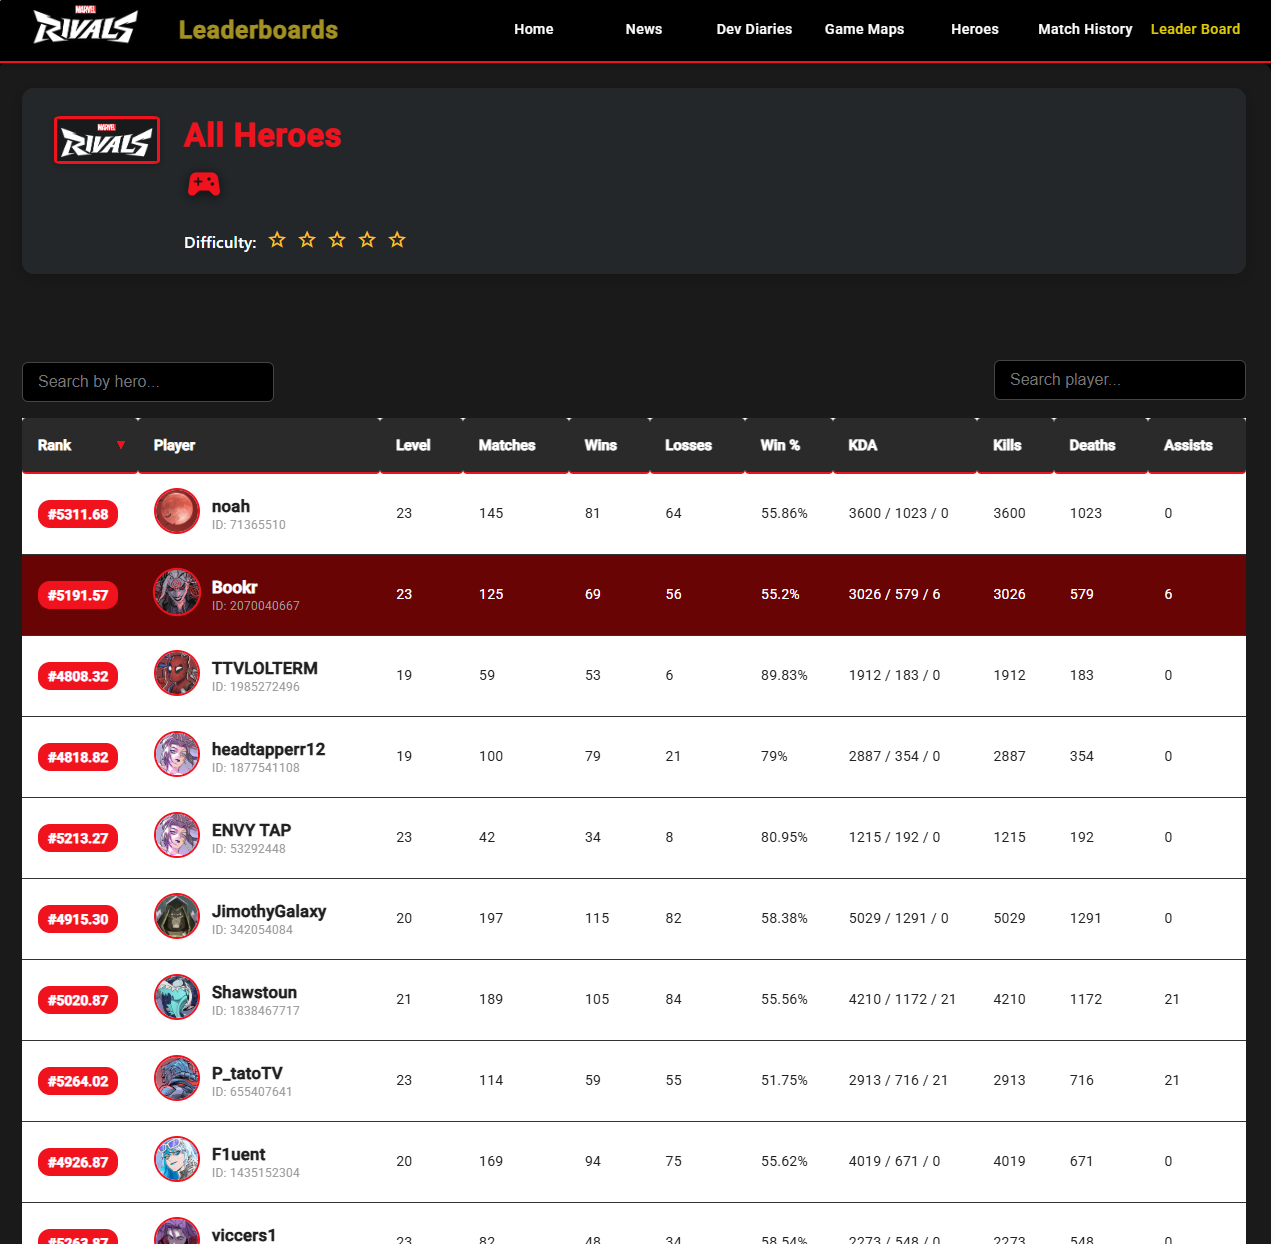 MARVEL
RIVALS
Leaderboards
Home News Dev Diaries Game Maps Heroes Match History Leader Board
MARVEL
RIVALS
All Heroes
Difficulty:
Search by hero...
Search player...
Rank ▼ Player Level Matches Wins Losses Win % KDA Kills Deaths Assists
#5311.68 noah 23 145 81 64 55.86% 3600 / 1023 / 0 3600 1023 0
ID: 71365510
#5191.57 Bookr 23 125 69 56 55.2% 3026 / 579 / 6 3026 579 6
ID: 2070040667
#4808.32 TTVLOLTERM 19 59 53 6 89.83% 1912 / 183 / 0 1912 183 0
ID: 1985272496
#4818.82 headtapperr12 19 100 79 21 79% 2887 / 354 / 0 2887 354 0
ID: 1877541108
#5213.27 ENVY TAP 23 42 34 8 80.95% 1215 / 192 / 0 1215 192 0
ID: 53292448
#4915.30 JimothyGalaxy 20 197 115 82 58.38% 5029 / 1291 / 0 5029 1291 0
ID: 342054084
#5020.87 Shawstoun 21 189 105 84 55.56% 4210 / 1172 / 21 4210 1172 21
ID: 1838467717
#5264.02 P_tatoTV 23 114 59 55 51.75% 2913 / 716 / 21 2913 716 21
ID: 655407641
#4926.87 F1uent 20 169 94 75 55.62% 4019 / 671 / 0 4019 671 0
ID: 1435152304
#5263.87 viccers1 23 82 48 34 58.54% 2273 / 548 / 0 2273 548 0